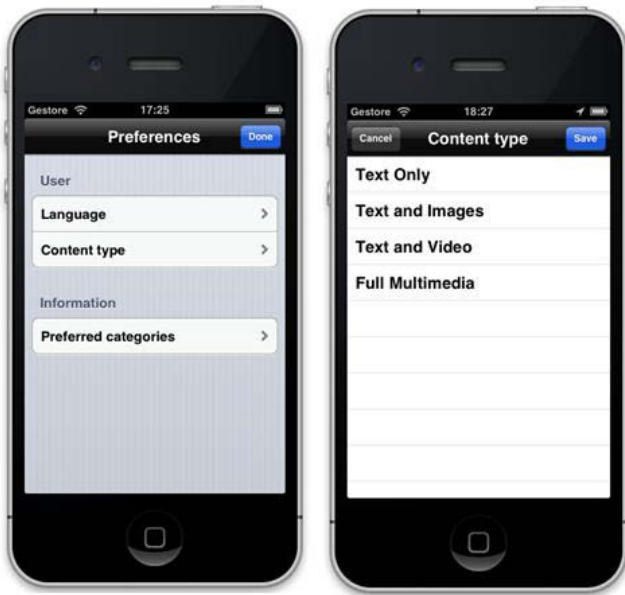 Gestore 17:25
Preferences Done
User
Language
Content type
Information
Preferred categories
Gestore 18:27
Cancel Content type Save
Text Only
Text and Images
Text and Video
Full Multimedia